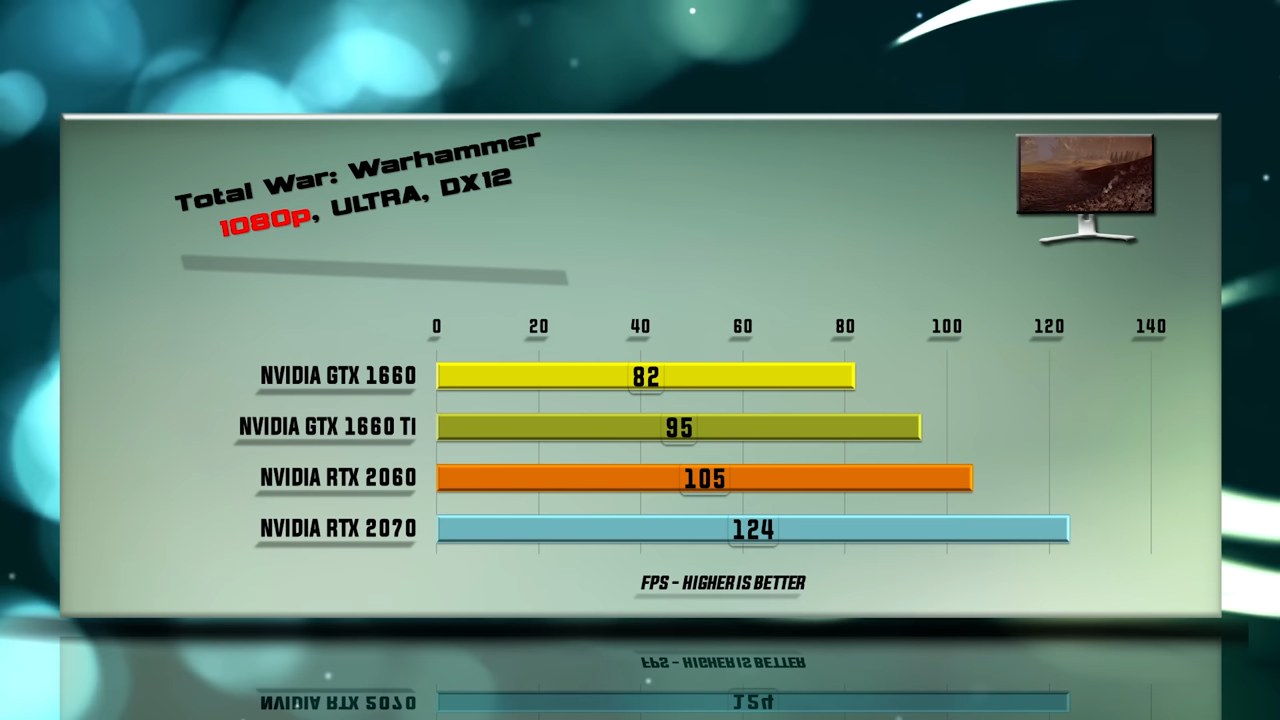 Total War: Warhammer
1080p, ULTRA, DX12
0 20 40 60 80 100 120 140
NVIDIA GTX 1660 82
NVIDIA GTX 1660 TI 95
NVIDIA RTX 2060 105
NVIDIA RTX 2070 124
FPS - HIGHER IS BETTER